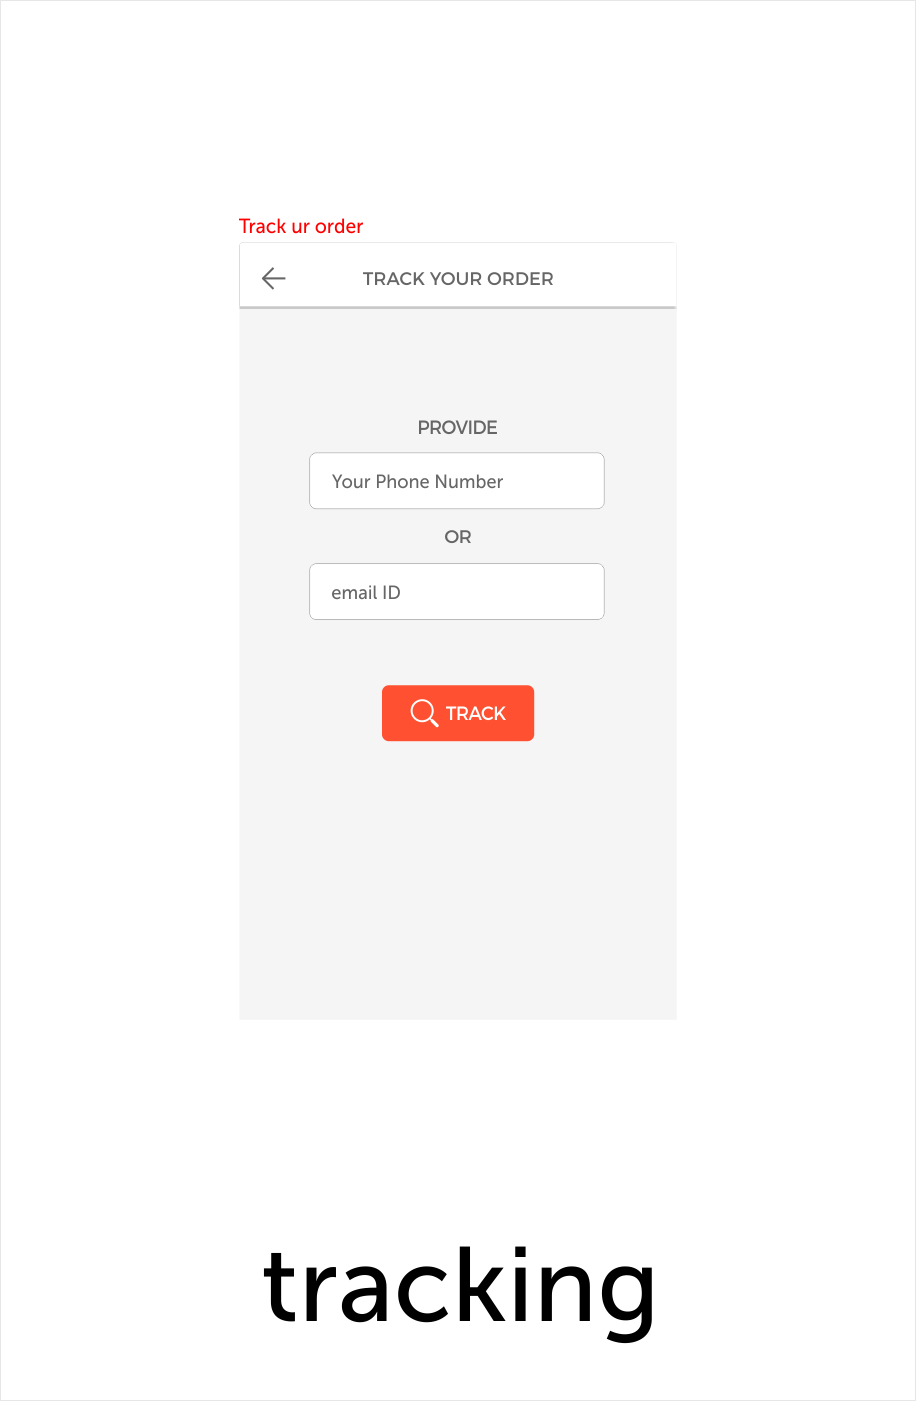 Track ur order
TRACK YOUR ORDER
PROVIDE
Your Phone Number
OR
email ID
TRACK
tracking